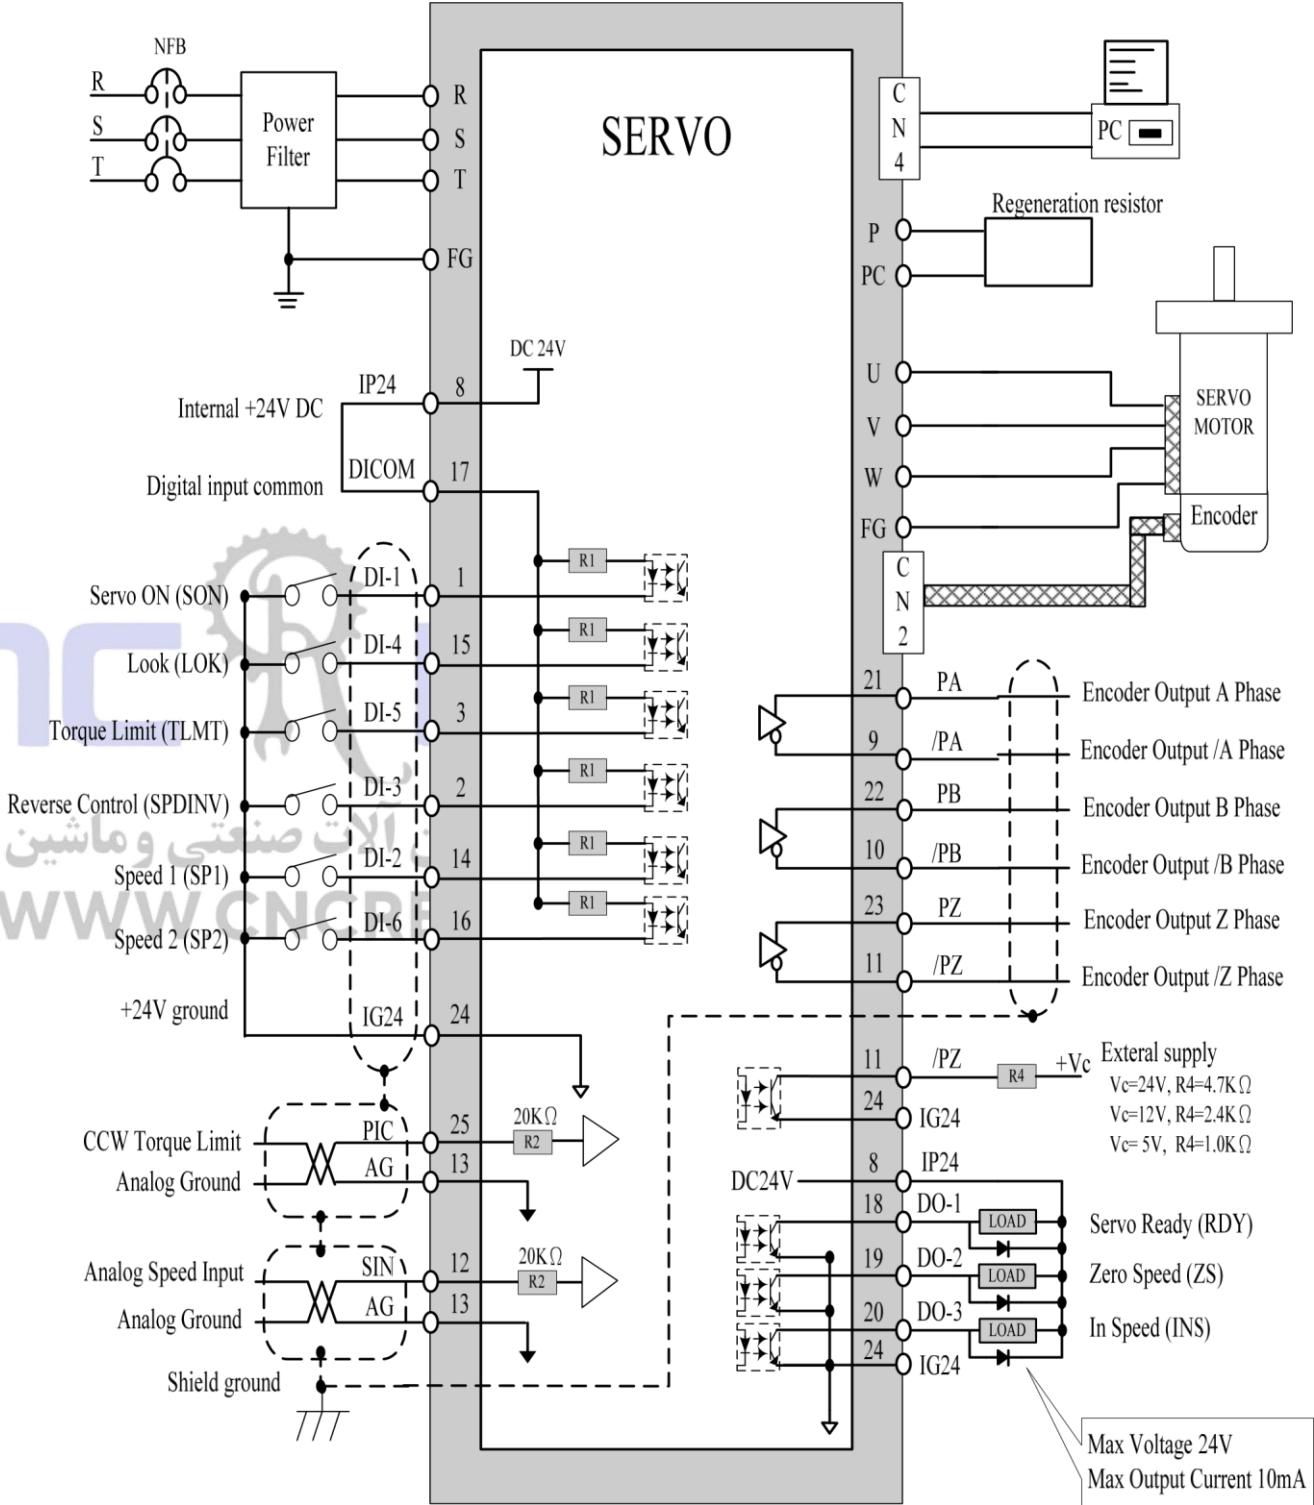 NFB
R
S
T
Power
Filter
R
S
T
FG
SERVO
C
N
4
PC
Regeneration resistor
P
PC
U
V
W
FG
SERVO
MOTOR
Encoder
C
N
2
DC 24V
Internal +24V DC
IP24
8
Digital input common
DICOM
17
Servo ON (SON)
DI-1
1
R1
Look (LOK)
DI-4
15
R1
Torque Limit (TLMT)
DI-5
3
R1
Reverse Control (SPDINV)
DI-3
2
R1
Speed 1 (SP1)
DI-2
14
R1
Speed 2 (SP2)
DI-6
16
R1
+24V ground
IG24
24
CCW Torque Limit
PIC
25
20KΩ
R2
Analog Ground
AG
13
Analog Speed Input
SIN
12
20KΩ
R2
Analog Ground
AG
13
Shield ground
21
PA
Encoder Output A Phase
9
/PA
Encoder Output /A Phase
22
PB
Encoder Output B Phase
10
/PB
Encoder Output /B Phase
23
PZ
Encoder Output Z Phase
11
/PZ
Encoder Output /Z Phase
11
/PZ
R4
+Vc
Exteral supply
Vc=24V, R4=4.7KΩ
Vc=12V, R4=2.4KΩ
Vc= 5V, R4=1.0KΩ
24
IG24
DC24V
8
IP24
18
DO-1
LOAD
Servo Ready (RDY)
19
DO-2
LOAD
Zero Speed (ZS)
20
DO-3
LOAD
In Speed (INS)
24
IG24
Max Voltage 24V
Max Output Current 10mA
nc
آلات صنعتی و ماشین
WWW.CNCRE